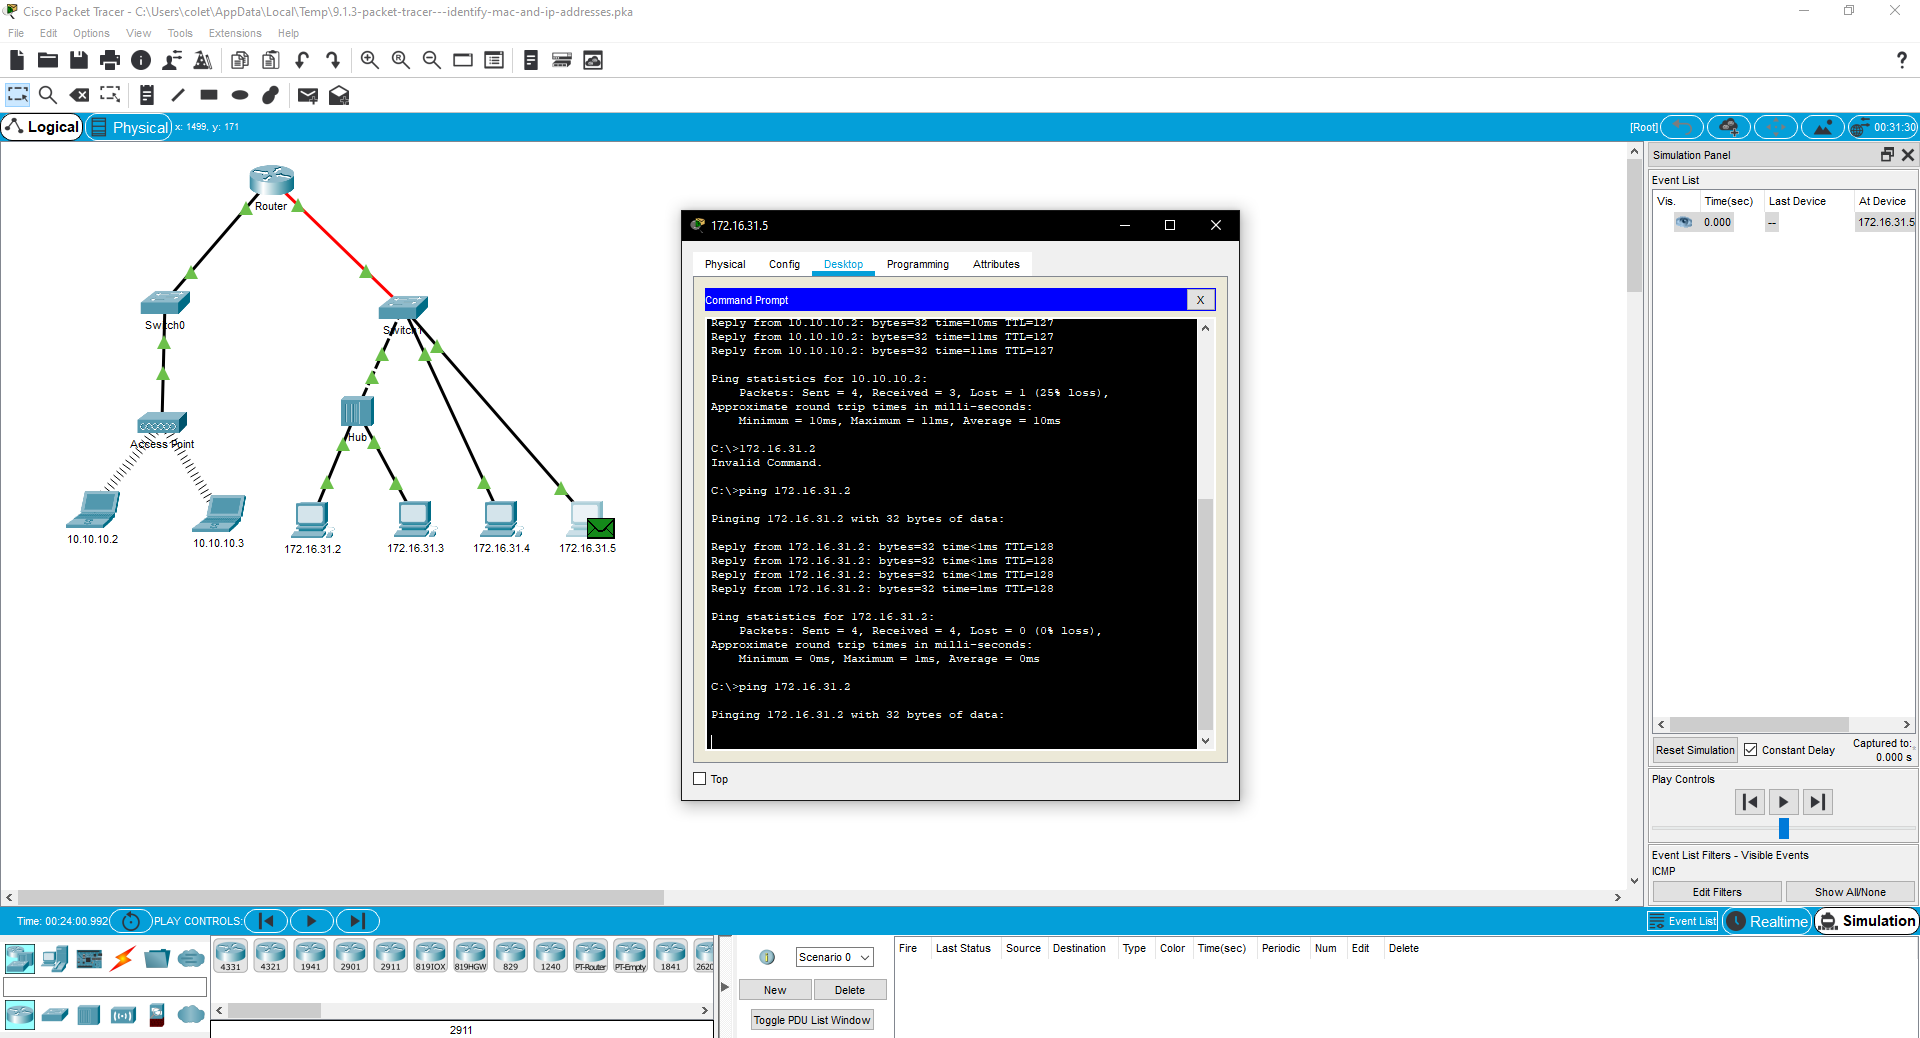 Cisco Packet Tracer - C:\Users\colet\AppData\Local\Temp\9.1.3-packet-tracer---identify-mac-and-ip-addresses.pka
File Edit Options View Tools Extensions Help
?
Logical Physical x: 1499, y: 171 [Root] 00:31:30
Router
Switch0
Switch1
Access Point
Hub
10.10.10.2
10.10.10.3
172.16.31.2
172.16.31.3
172.16.31.4
172.16.31.5
172.16.31.5
Physical Config Desktop Programming Attributes
Command Prompt X
Reply from 10.10.10.2: bytes=32 time=10ms TTL=127
Reply from 10.10.10.2: bytes=32 time=11ms TTL=127
Reply from 10.10.10.2: bytes=32 time=11ms TTL=127
Ping statistics for 10.10.10.2:
Packets: Sent = 4, Received = 3, Lost = 1 (25% loss),
Approximate round trip times in milli-seconds:
Minimum = 10ms, Maximum = 11ms, Average = 10ms
C:\>172.16.31.2
Invalid Command.
C:\>ping 172.16.31.2
Pinging 172.16.31.2 with 32 bytes of data:
Reply from 172.16.31.2: bytes=32 time<1ms TTL=128
Reply from 172.16.31.2: bytes=32 time<1ms TTL=128
Reply from 172.16.31.2: bytes=32 time<1ms TTL=128
Reply from 172.16.31.2: bytes=32 time=1ms TTL=128
Ping statistics for 172.16.31.2:
Packets: Sent = 4, Received = 4, Lost = 0 (0% loss),
Approximate round trip times in milli-seconds:
Minimum = 0ms, Maximum = 1ms, Average = 0ms
C:\>ping 172.16.31.2
Pinging 172.16.31.2 with 32 bytes of data:
Top
Simulation Panel
Event List
Vis. Time(sec) Last Device At Device
0.000 -- 172.16.31.5
Reset Simulation Constant Delay Captured to:
0.000 s
Play Controls
Event List Filters - Visible Events
ICMP
Edit Filters Show All/None
Time: 00:24:00.992 PLAY CONTROLS: Event List Realtime Simulation
4331 4321 1941 2901 2911 819IOX 819HGW 829 1240 PT-Router PT-Empty 1841 2620
2911
Scenario 0
New Delete
Toggle PDU List Window
Fire Last Status Source Destination Type Color Time(sec) Periodic Num Edit Delete